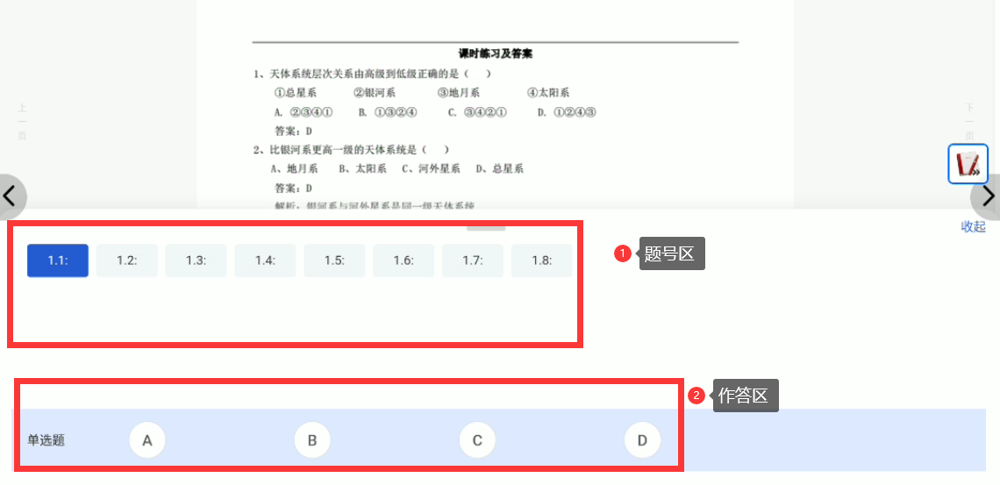 课时练习及答案
1、天体系统层次关系由高级到低级正确的是（ ）
①总星系 ②银河系 ③地月系 ④太阳系
A. ②③④① B. ①③②④ C. ③④②① D. ①②④③
答案：D
2、比银河系更高一级的天体系统是（ ）
A、地月系 B、太阳系 C、河外星系 D、总星系
答案：D
解析：银河系与河外星系是同一级天体系统
上一页
下一页
收起
1.1: 1.2: 1.3: 1.4: 1.5: 1.6: 1.7: 1.8:
1 题号区
2 作答区
单选题 A B C D